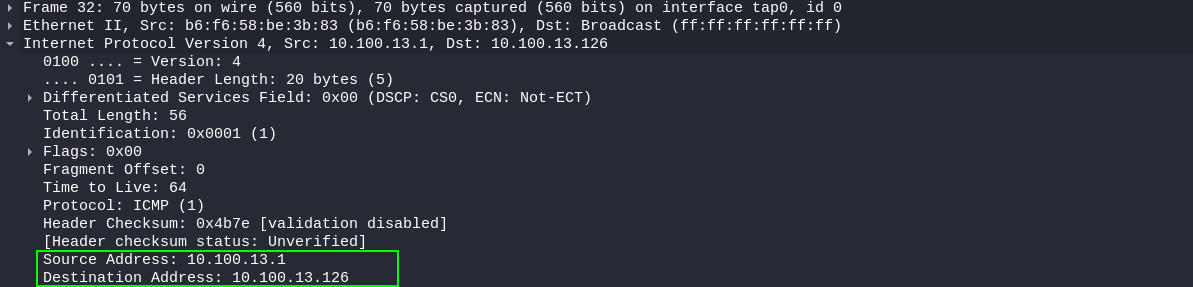 Frame 32: 70 bytes on wire (560 bits), 70 bytes captured (560 bits) on interface tap0, id 0
Ethernet II, Src: b6:f6:58:be:3b:83 (b6:f6:58:be:3b:83), Dst: Broadcast (ff:ff:ff:ff:ff:ff)
Internet Protocol Version 4, Src: 10.100.13.1, Dst: 10.100.13.126
0100 .... = Version: 4
.... 0101 = Header Length: 20 bytes (5)
Differentiated Services Field: 0x00 (DSCP: CS0, ECN: Not-ECT)
Total Length: 56
Identification: 0x0001 (1)
Flags: 0x00
Fragment Offset: 0
Time to Live: 64
Protocol: ICMP (1)
Header Checksum: 0x4b7e [validation disabled]
[Header checksum status: Unverified]
Source Address: 10.100.13.1
Destination Address: 10.100.13.126